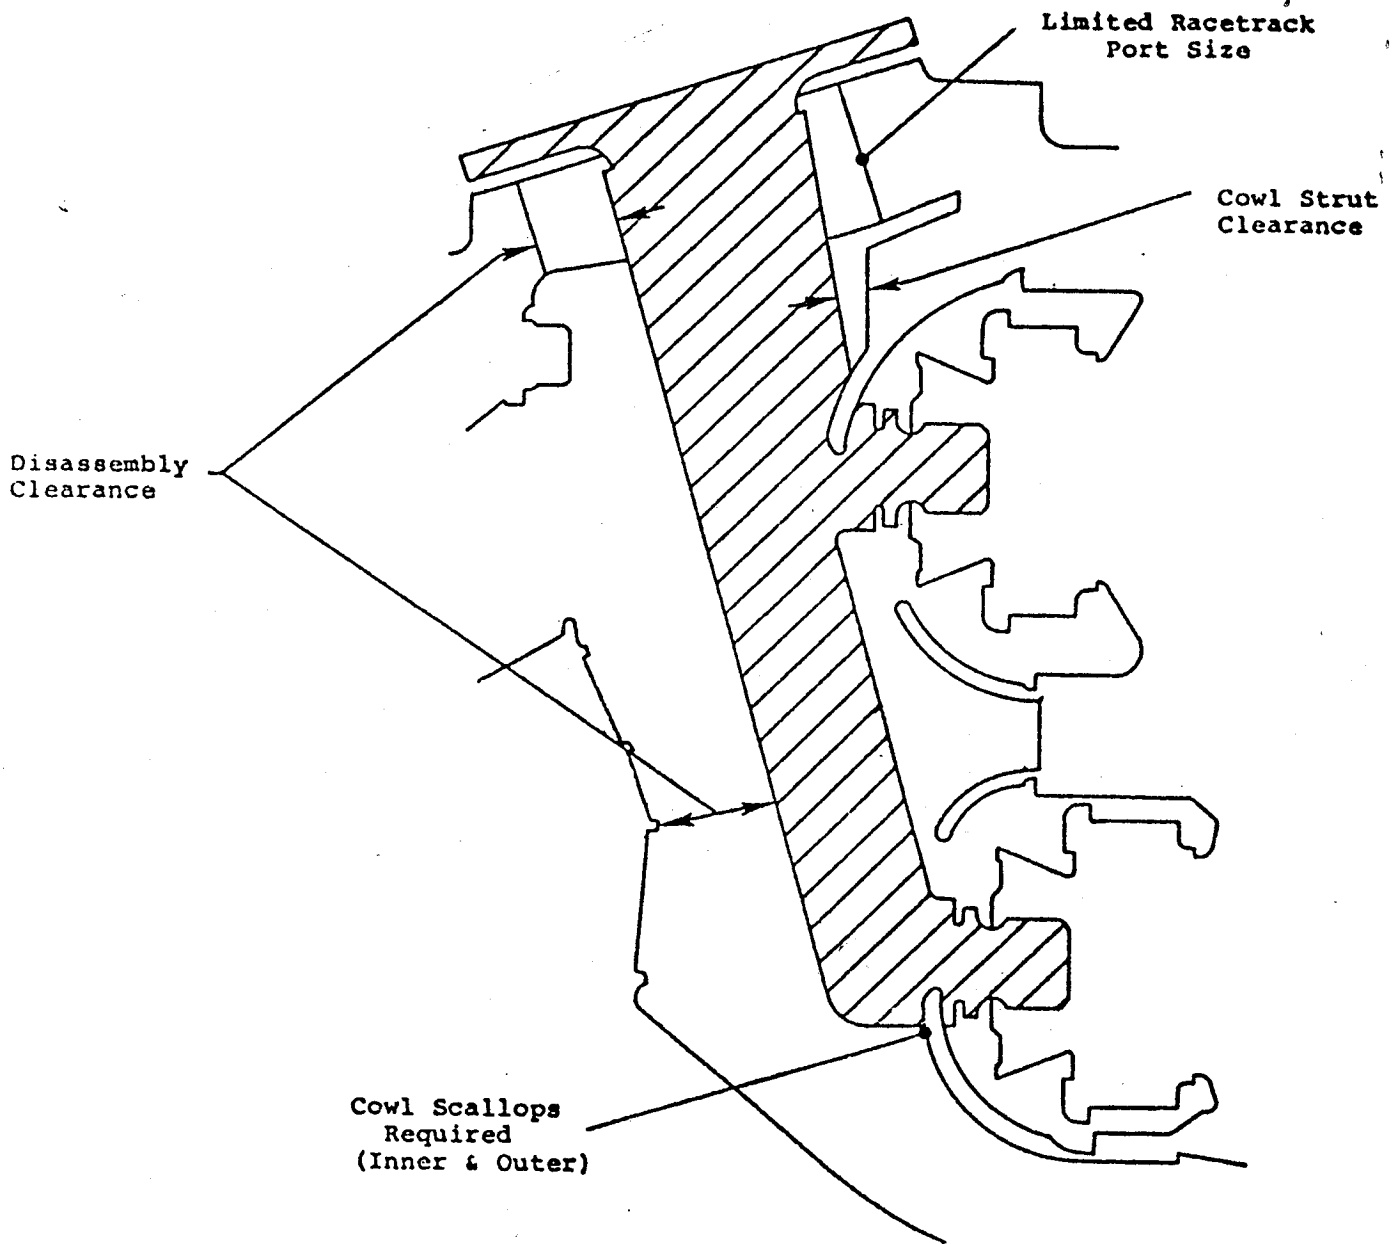 Limited Racetrack
Port Size
Cowl Strut
Clearance
Disassembly
Clearance
Cowl Scallops
Required
(Inner & Outer)